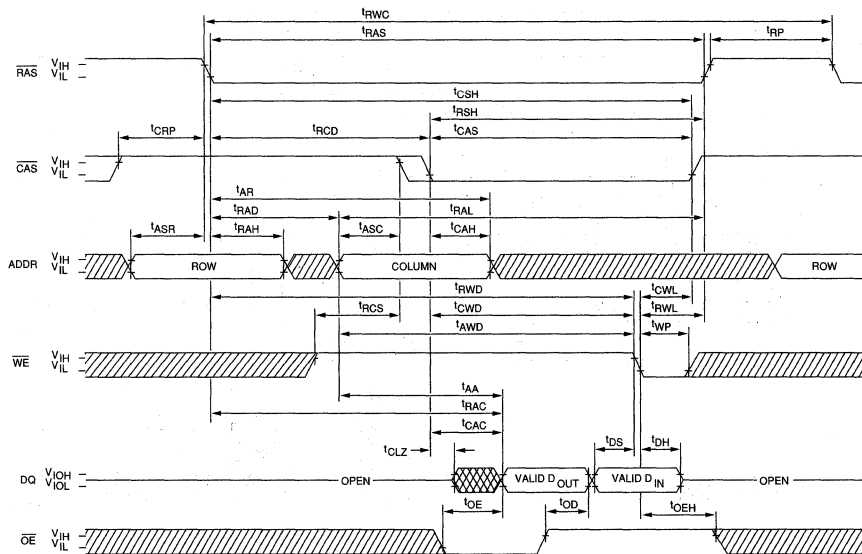 tRWC
tRAS tRP
RAS VIH
VIL
tCSH
tRSH
tCRP tRCD tCAS
CAS VIH
VIL
tAR
tRAD tRAL
tASR tRAH tASC tCAH
ADDR VIH
VIL
ROW COLUMN ROW
tRWD tCWL
tRCS tCWD tRWL
tAWD tWP
WE VIH
VIL
tAA
tRAC
tCAC
tCLZ tDS tDH
DQ VIOH
VIOL
OPEN VALID DOUT VALID DIN OPEN
tOE tOD tOEH
OE VIH
VIL